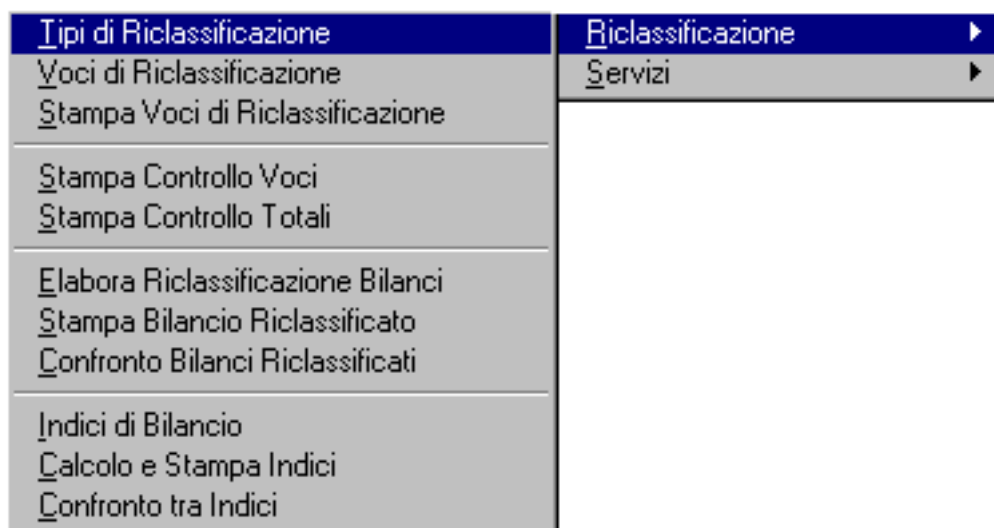 Tipi di Riclassificazione
Voci di Riclassificazione
Stampa Voci di Riclassificazione
Stampa Controllo Voci
Stampa Controllo Totali
Elabora Riclassificazione Bilanci
Stampa Bilancio Riclassificato
Confronto Bilanci Riclassificati
Indici di Bilancio
Calcolo e Stampa Indici
Confronto tra Indici
Riclassificazione
Servizi